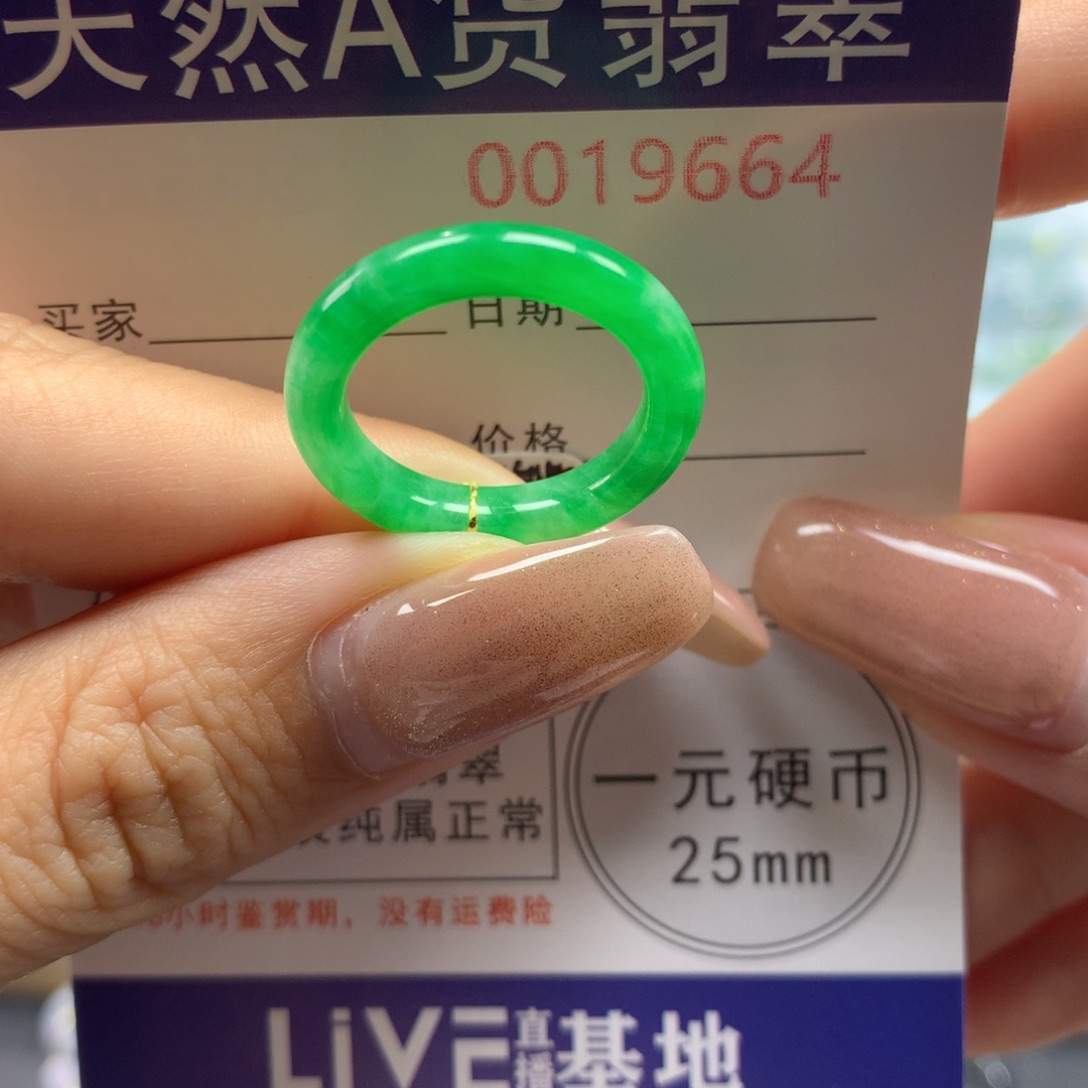 天然A货翡翠
0019664
买家 日期
价格
翡翠
纯属正常
小时鉴赏期，没有运费险
一元硬币
25mm
LiVE直播基地